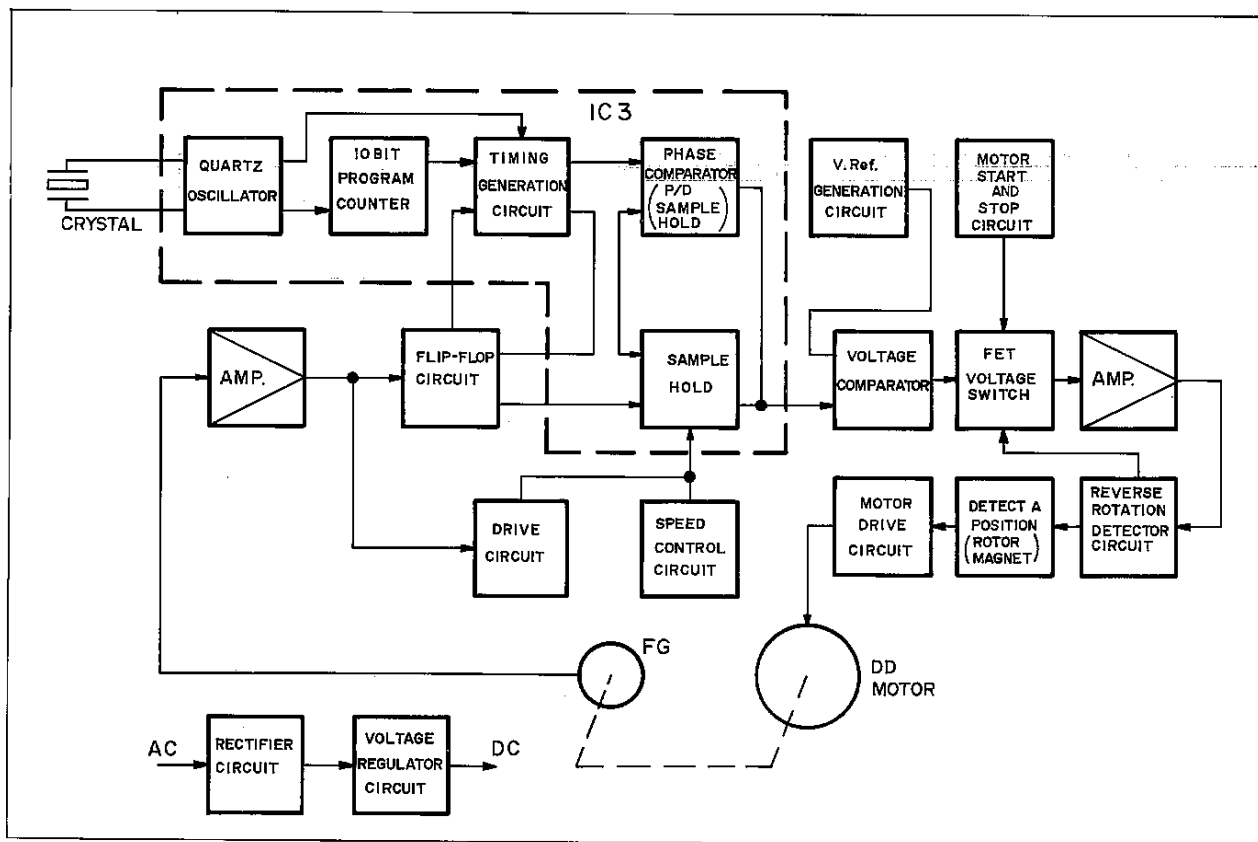 IC3
QUARTZ
OSCILLATOR
10BIT
PROGRAM
COUNTER
TIMING
GENERATION
CIRCUIT
PHASE
COMPARATOR
(P/D
SAMPLE
HOLD)
V. Ref.
GENERATION
CIRCUIT
MOTOR
START
AND
STOP
CIRCUIT
CRYSTAL
AMP.
FLIP-FLOP
CIRCUIT
SAMPLE
HOLD
VOLTAGE
COMPARATOR
FET
VOLTAGE
SWITCH
AMP.
DRIVE
CIRCUIT
SPEED
CONTROL
CIRCUIT
MOTOR
DRIVE
CIRCUIT
DETECT A
POSITION
(ROTOR
MAGNET)
REVERSE
ROTATION
DETECTOR
CIRCUIT
FG
DD
MOTOR
AC
RECTIFIER
CIRCUIT
VOLTAGE
REGULATOR
CIRCUIT
DC